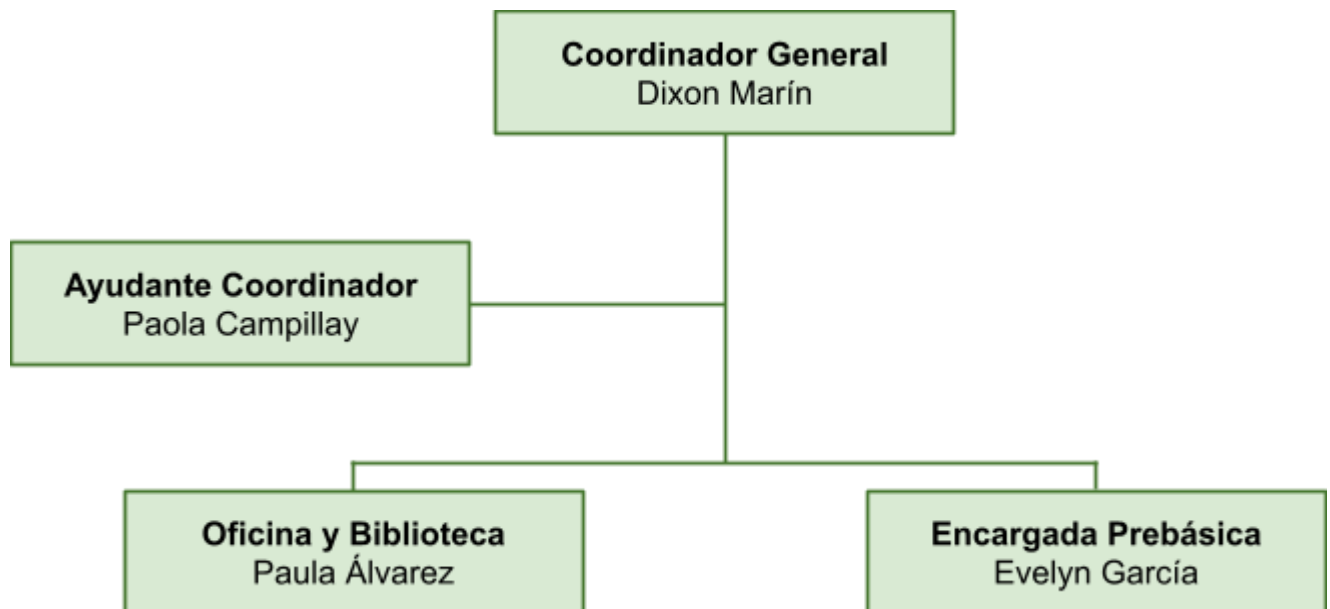 Coordinador General
Dixon Marín
Ayudante Coordinador
Paola Campillay
Oficina y Biblioteca
Paula Álvarez
Encargada Prebásica
Evelyn García